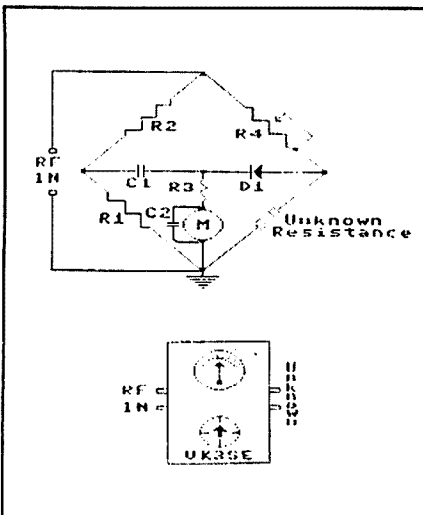 R2
R4
RF
IN
C1
R3
D1
R1
C2
M
Unknown
Resistance
RF
IN
Unknown
VK3SE